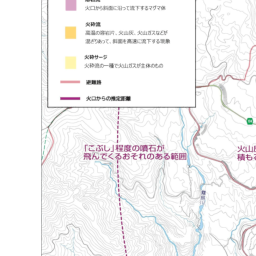 火口から斜面に沿って流下するマグマ体
火砕流
高温の岩石片、火山灰、火山ガスなどが
混ざりあって、斜面を高速に流下する現象
火砕サージ
火砕流の一種で火山ガスが主体のもの
避難路
火口からの推定距離
「こぶし」程度の噴石が
飛んでくるおそれのある範囲
火山
積も